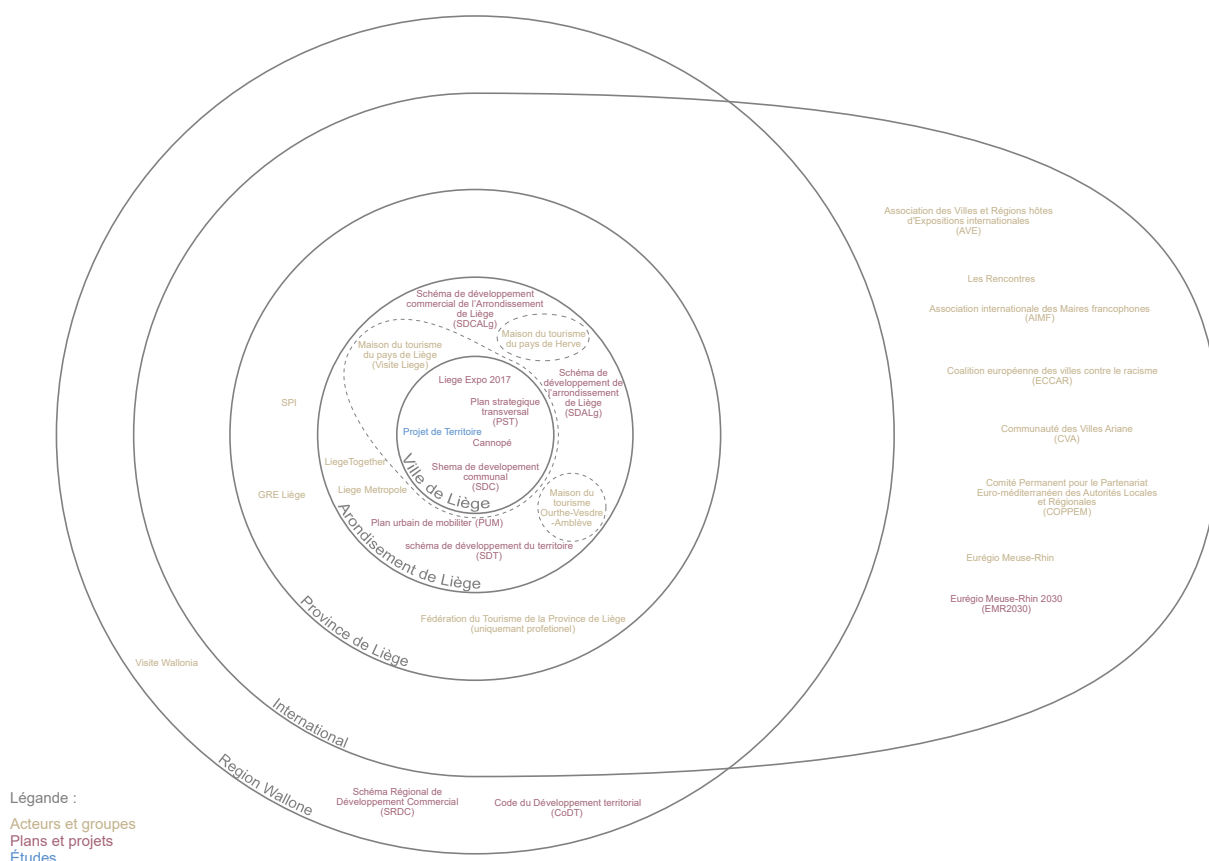 Association des Villes et Régions hôtes
d'Expositions internationales
(AVE)
Les Rencontres
Association internationale des Maires francophones
(AIMF)
Coalition européenne des villes contre le racisme
(ECCAR)
Communauté des Villes Ariane
(CVA)
Comité Permanent pour le Partenariat
Euro-méditerranéen des Autorités Locales
et Régionales
(COPPEM)
Eurégio Meuse-Rhin
Eurégio Meuse-Rhin 2030
(EMR2030)
Schéma de développement
commercial de l'Arrondissement
de Liège
(SDCALg)
Maison du tourisme
du pays de Herve
Maison du tourisme
du pays de Liège
(Visite Liege)
Schéma de
développement de
l'arrondissement
de Liège
(SDALg)
Liege Expo 2017
Plan strategique
transversal
(PST)
Projet de Territoire
Cannopé
Shema de developement
communal
(SDC)
Ville de Liège
SPI
LiegeTogether
GRE Liège
Liege Metropole
Maison du
tourisme
Ourthe-Vesdre
-Amblève
Plan urbain de mobiliter (PUM)
schéma de développement du territoire
(SDT)
Arondisement de Liège
Fédération du Tourisme de la Province de Liège
(uniquemant profetionel)
Province de Liège
Visite Wallonia
International
Region Wallone
Schéma Régional de
Développement Commercial
(SRDC)
Code du Développement territorial
(CoDT)
Légande :
Acteurs et groupes
Plans et projets
Études